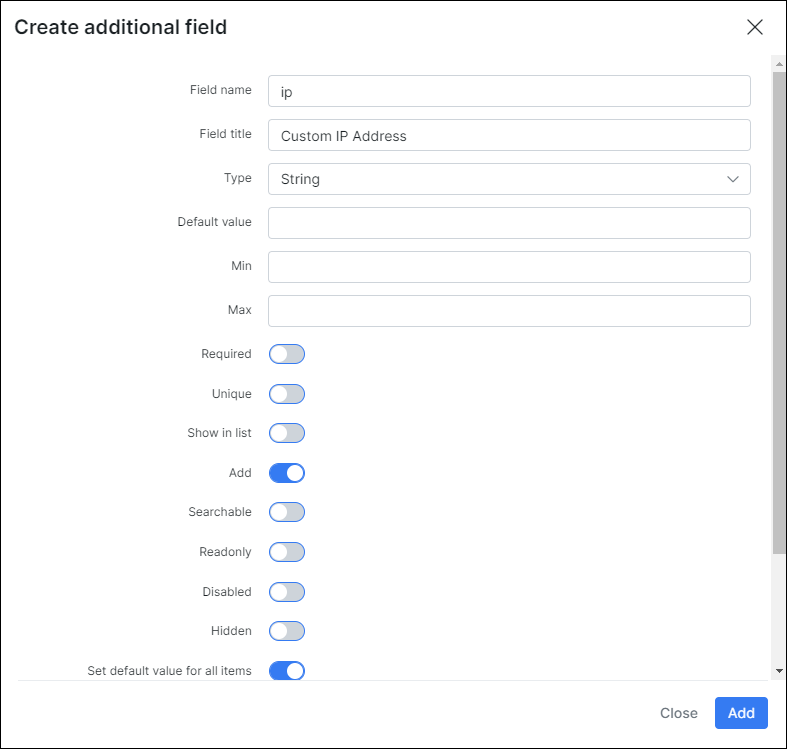 Create additional field
Field name ip
Field title Custom IP Address
Type String
Default value
Min
Max
Required
Unique
Show in list
Add
Searchable
Readonly
Disabled
Hidden
Set default value for all items
Close Add